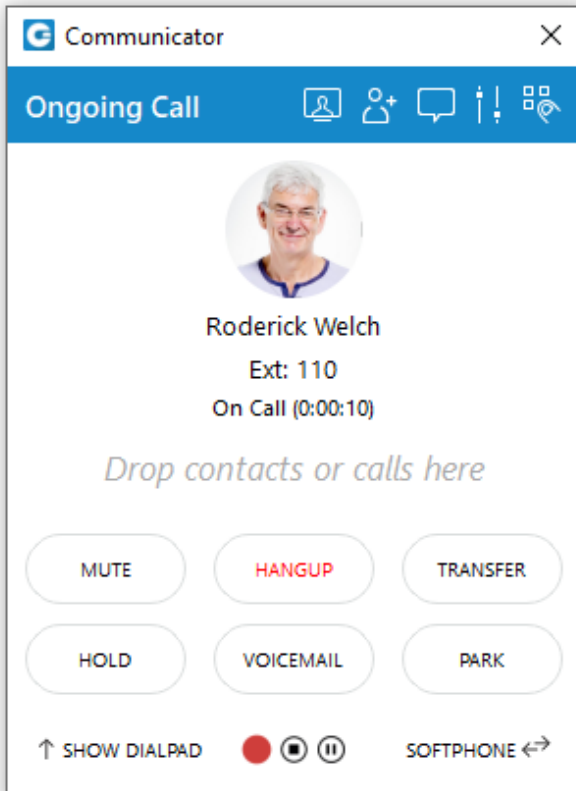 Communicator
Ongoing Call
Roderick Welch
Ext: 110
On Call (0:00:10)
Drop contacts or calls here
MUTE HANGUP TRANSFER
HOLD VOICEMAIL PARK
SHOW DIALPAD SOFTPHONE